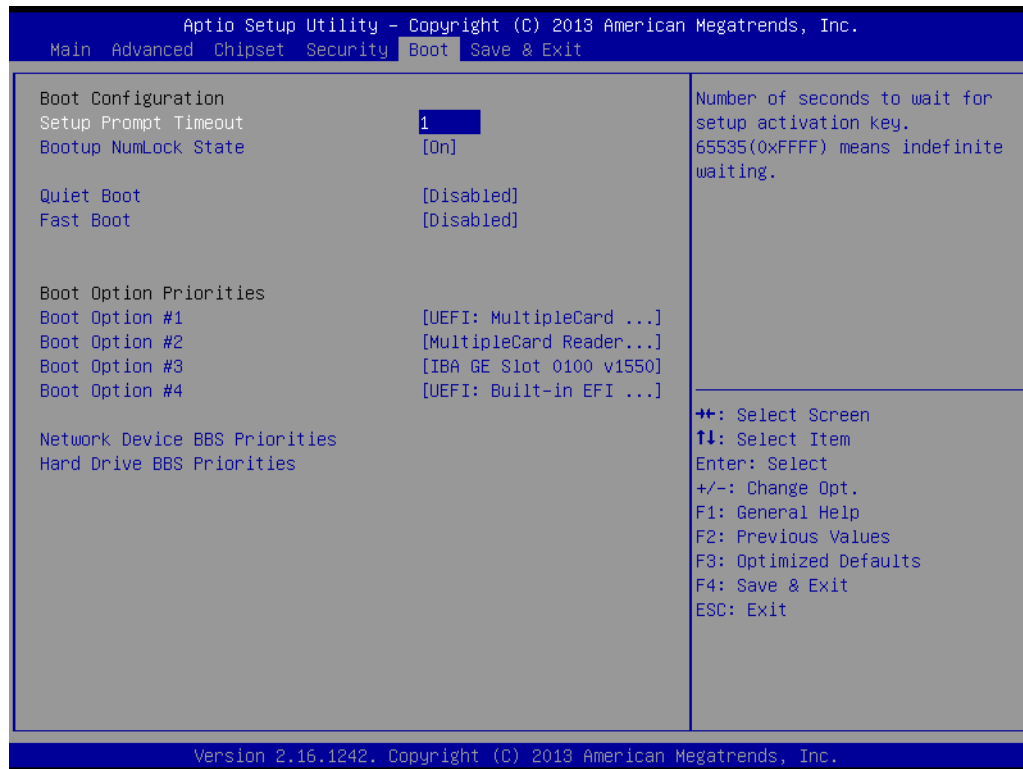 Aptio Setup Utility – Copyright (C) 2013 American Megatrends, Inc.
Main Advanced Chipset Security Boot Save & Exit
Boot Configuration
Setup Prompt Timeout 1
Bootup NumLock State [On]
Quiet Boot [Disabled]
Fast Boot [Disabled]
Boot Option Priorities
Boot Option #1 [UEFI: MultipleCard ...]
Boot Option #2 [MultipleCard Reader...]
Boot Option #3 [IBA GE Slot 0100 v1550]
Boot Option #4 [UEFI: Built-in EFI ...]
Network Device BBS Priorities
Hard Drive BBS Priorities
Number of seconds to wait for
setup activation key.
65535(0xFFFF) means indefinite
waiting.
→←: Select Screen
↑↓: Select Item
Enter: Select
+/-: Change Opt.
F1: General Help
F2: Previous Values
F3: Optimized Defaults
F4: Save & Exit
ESC: Exit
Version 2.16.1242. Copyright (C) 2013 American Megatrends, Inc.